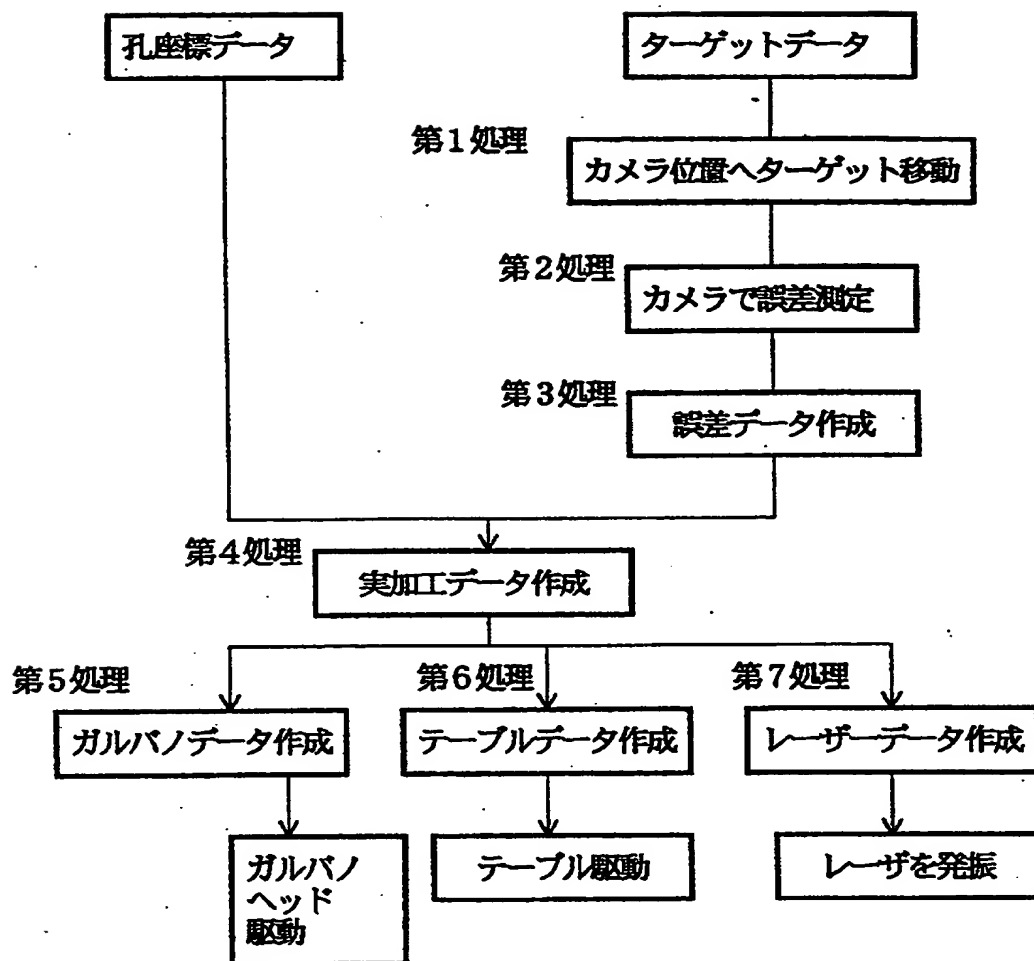 孔座標データ
ターゲットデータ
第1処理
カメラ位置へターゲット移動
第2処理
カメラで誤差測定
第3処理
誤差データ作成
第4処理
実加工データ作成
第5処理
第6処理
第7処理
ガルバノデータ作成
テーブルデータ作成
レーザーデータ作成
ガルバノ
ヘッド
駆動
テーブル駆動
レーザを発振